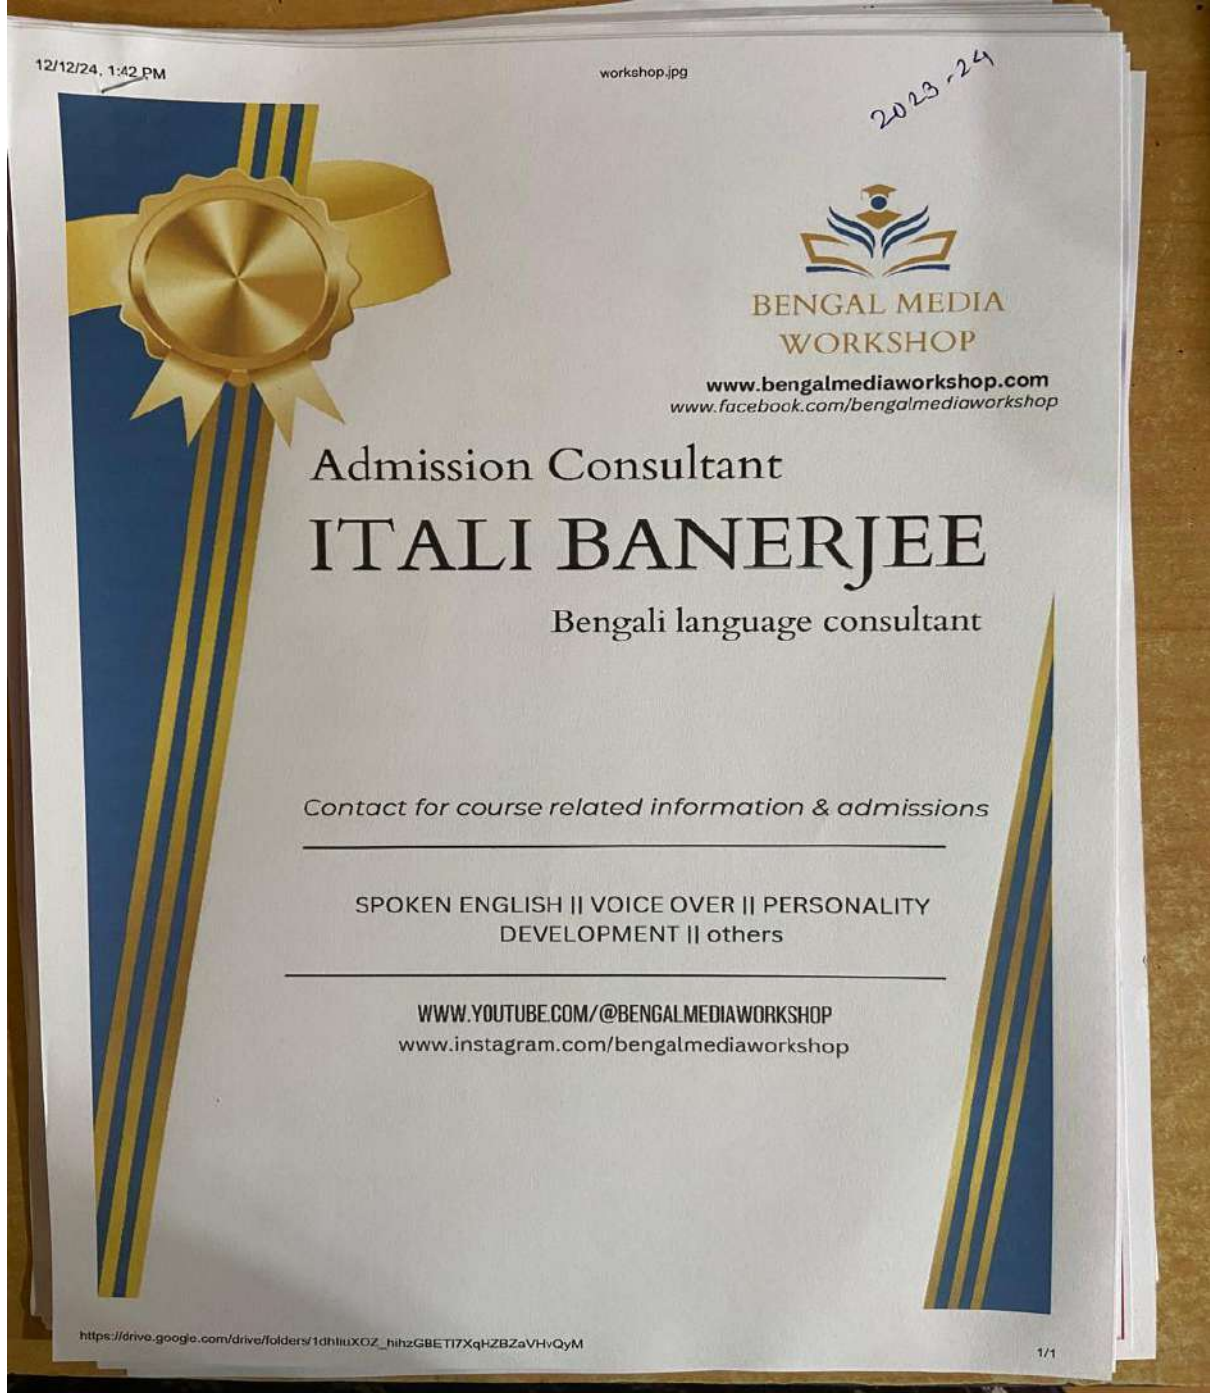 12/12/24, 1:42 PM
workshop.jpg
2023-24
BENGAL MEDIA
WORKSHOP
www.bengalmediaworkshop.com
www.facebook.com/bengalmediaworkshop
Admission Consultant
ITALI BANERJEE
Bengali language consultant
Contact for course related information & admissions
SPOKEN ENGLISH || VOICE OVER || PERSONALITY
DEVELOPMENT || others
WWW.YOUTUBE.COM/@BENGALMEDIAWORKSHOP
www.instagram.com/bengalmediaworkshop
1/1